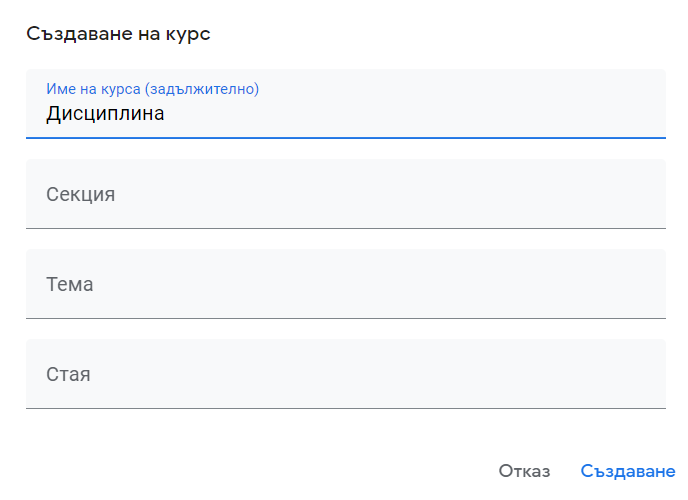 Създаване на курс
Име на курса (задължително)
Дисциплина
Секция
Тема
Стая
Отказ Създаване